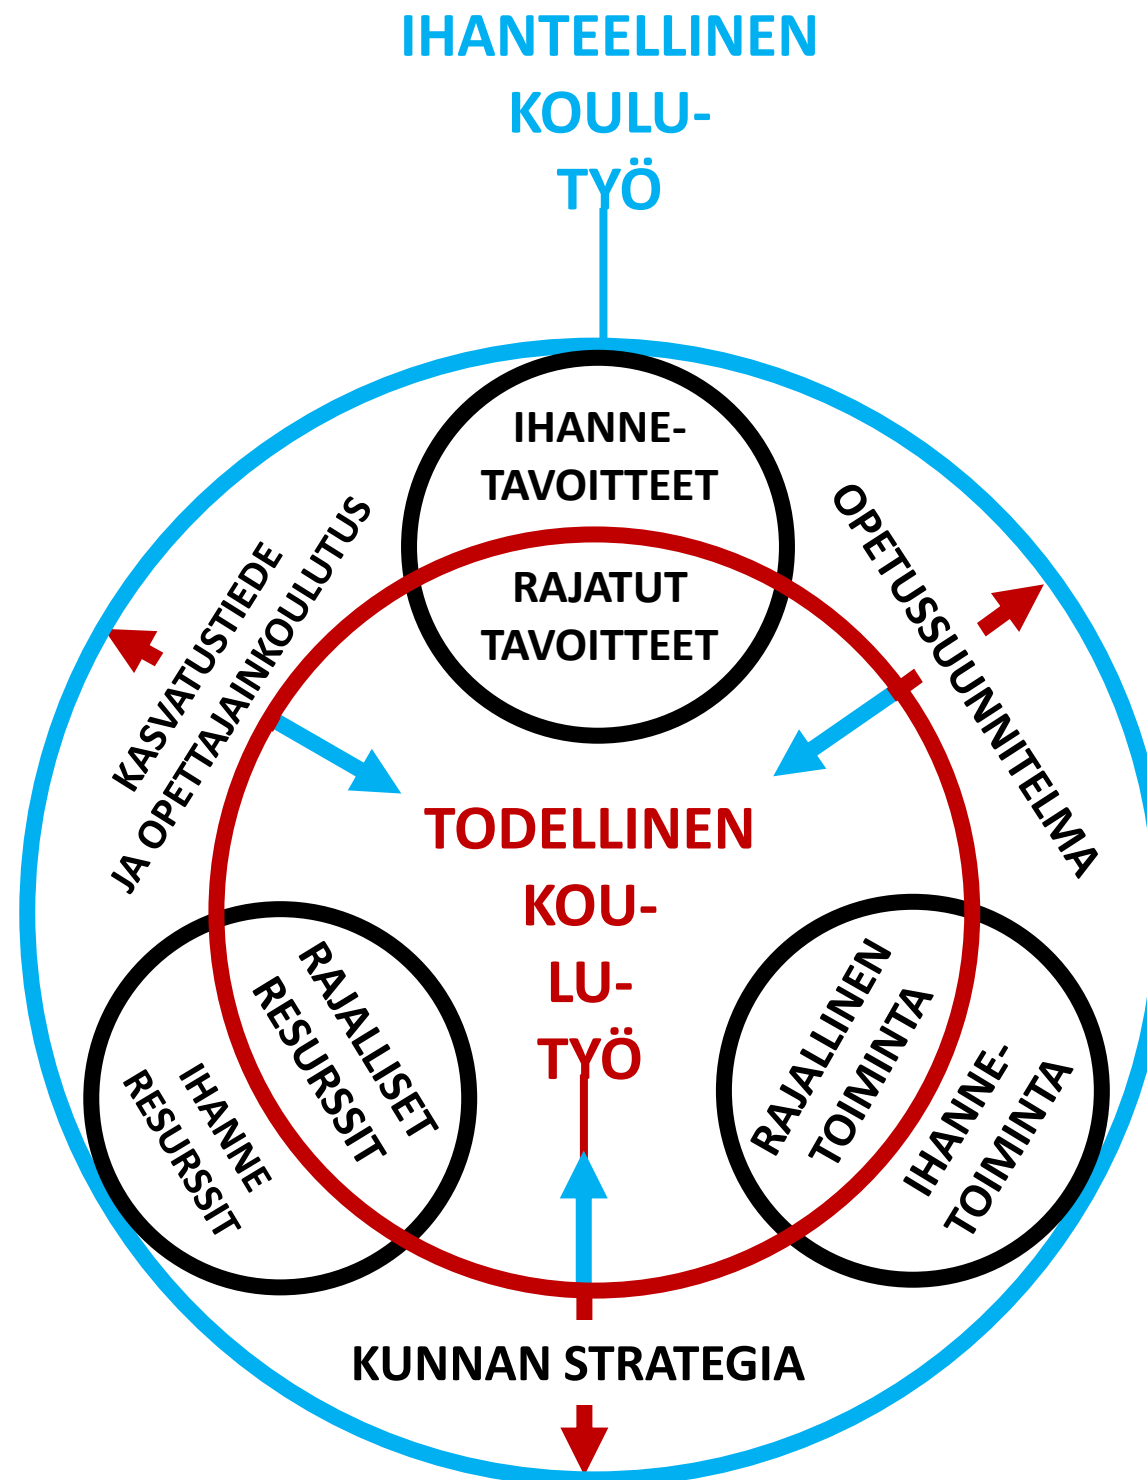 IHANTEELLINEN
KOULU-
TYÖ
IHANNE-
TAVOITTEET
RAJATUT
TAVOITTEET
KASVATUSTIEDE
JA OPETTAJAINKOULUTUS
OPETUSSUUNNITELMA
TODELLINEN
KOU-
LU-
TYÖ
RAJALLISET
RESURSSIT
IHANNE
RESURSSIT
RAJALLINEN
TOIMINTA
IHANNE-
TOIMINTA
KUNNAN STRATEGIA